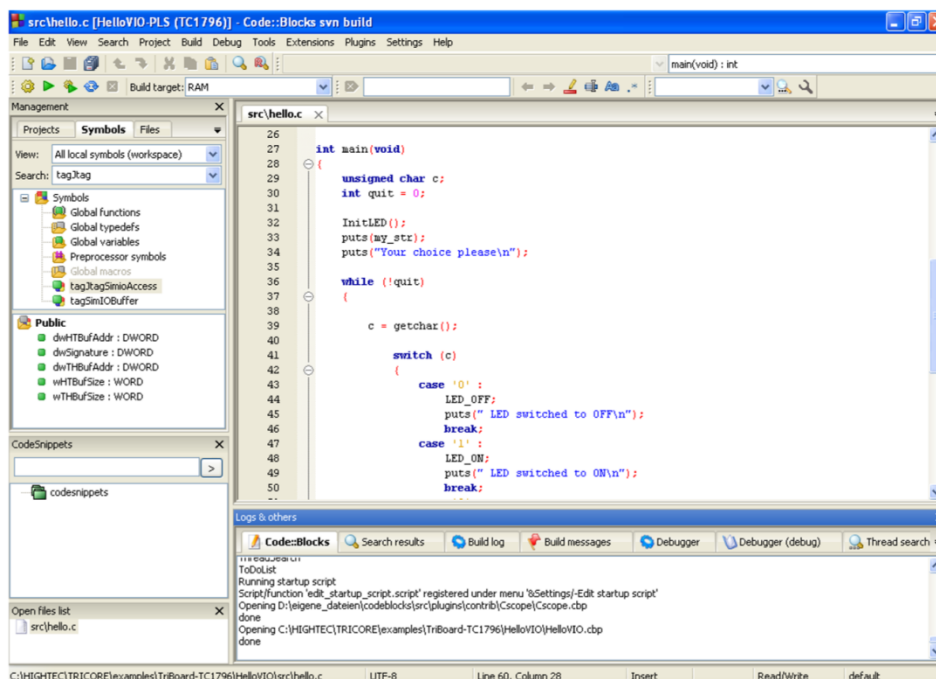 src\hello.c [HelloVIO-PLS (TC1796)] - Code::Blocks svn build
File Edit View Search Project Build Debug Tools Extensions Plugins Settings Help
main(void) : int
Build target: RAM
Management
Projects Symbols Files
View: All local symbols (workspace)
Search: tagJtag
Symbols
Global functions
Global typedefs
Global variables
Preprocessor symbols
Global macros
tagJtagSimioAccess
tagSimIOBuffer
Public
dwHTBufAddr : DWORD
dwSignature : DWORD
dwTHBufAddr : DWORD
wHTBufSize : WORD
wTHBufSize : WORD
CodeSnippets
>
codesnippets
Open files list
src\hello.c
src\hello.c
26
27 int main(void)
28 {
29 unsigned char c;
30 int quit = 0;
31
32 InitLED();
33 puts(my_str);
34 puts("Your choice please\n");
35
36 while (!quit)
37 {
38
39 c = getchar();
40
41 switch (c)
42 {
43 case '0' :
44 LED_OFF;
45 puts(" LED switched to OFF\n");
46 break;
47 case '1' :
48 LED_ON;
49 puts(" LED switched to ON\n");
50 break;
Logs & others
Code::Blocks Search results Build log Build messages Debugger Debugger (debug) Thread search
ThreadSearch
ToDoList
Running startup script
Script/function 'edit_startup_script.script' registered under menu '&Settings/-Edit startup script'
Opening D:\eigene_dateien\codeblocks\src\plugins\contrib\Cscope\Cscope.cbp
done
Opening C:\HIGHTEC\TRICORE\examples\TriBoard-TC1796\HelloVIO\HelloVIO.cbp
done
C:\HIGHTEC\TRICORE\examples\TriBoard-TC1796\HelloVIO\src\hello.c UTF-8 Line 60, Column 28 Insert Read/Write default